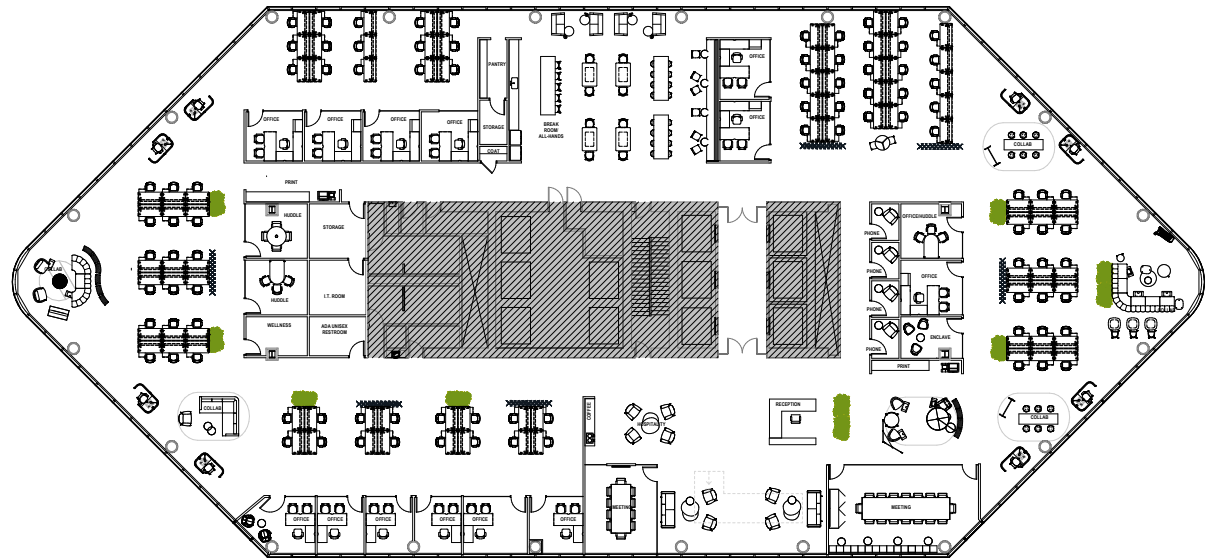 OFFICE
PANTRY
OFFICE
OFFICE
OFFICE
OFFICE
STORAGE
BREAK
ROOM/
ALL-HANDS
OFFICE
COAT
COLLAB
PRINT
HUDDLE
STORAGE
OFFICE/HUDDLE
PHONE
COLLAB
HUDDLE
I.T. ROOM
PHONE
OFFICE
PHONE
WELLNESS
ADA UNISEX
RESTROOM
ENCLAVE
PHONE
PRINT
COLLAB
COFFEE
HOSPITALITY
RECEPTION
COLLAB
MEETING
MEETING
OFFICE
OFFICE
OFFICE
OFFICE
OFFICE
OFFICE